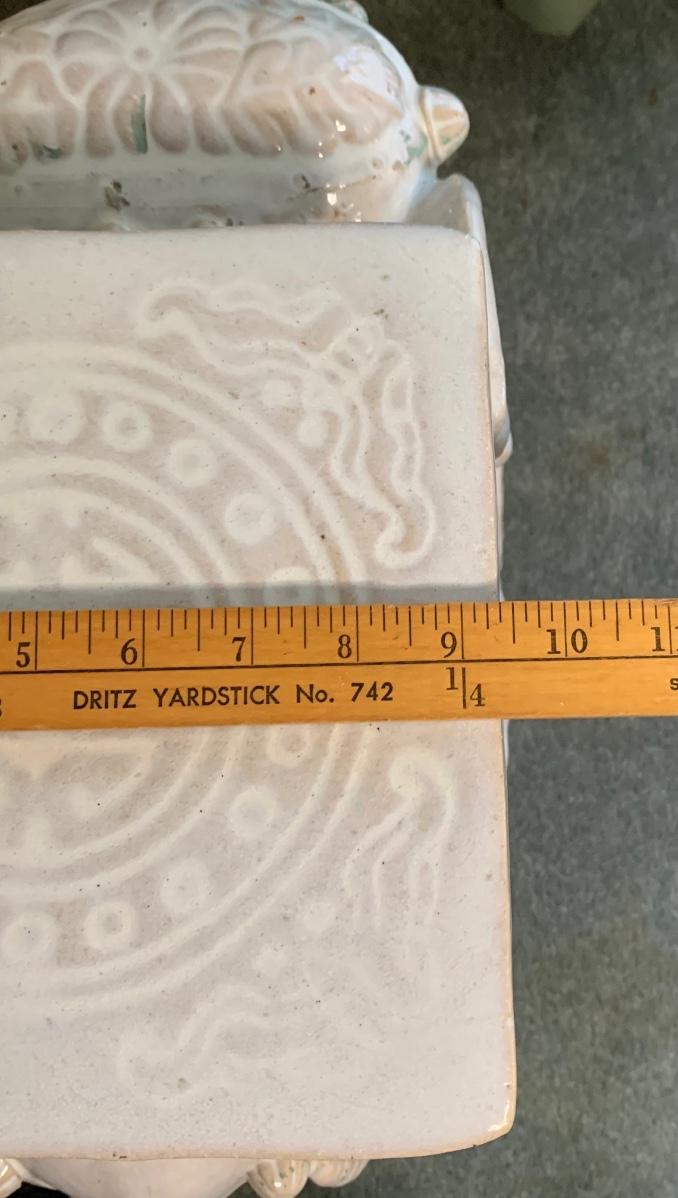 5 6 7 8 9 10
DRITZ YARDSTICK No. 742 1/4